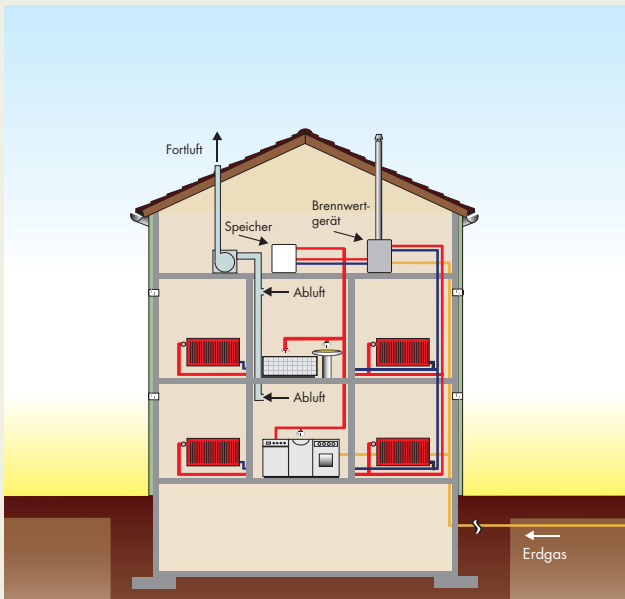 Fortluft
Brennwert-
gerät
Speicher
Abluft
Abluft
Erdgas